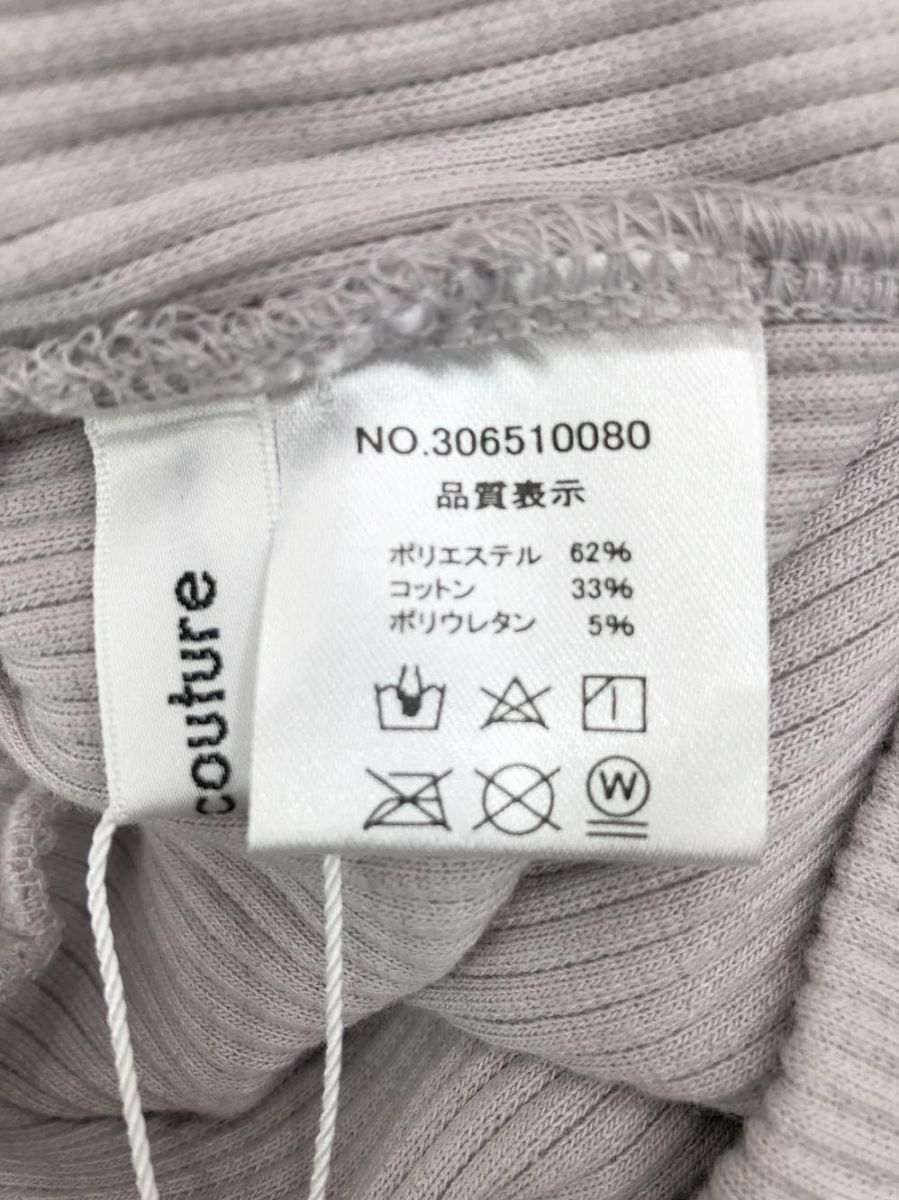 NO.306510080
品質表示
ポリエステル 62%
コットン 33%
ポリウレタン 5%
W
couture